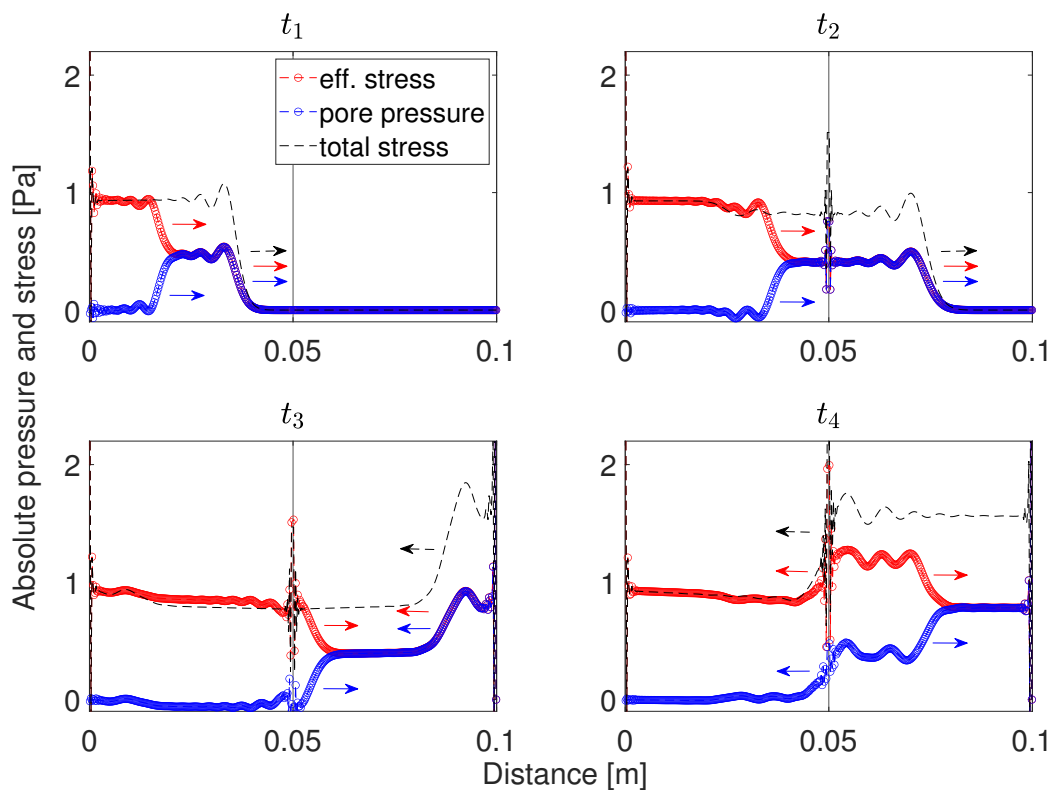 t1
t2
eff. stress
pore pressure
total stress
2
1
0
0
0.05
0.1
2
1
0
0
0.05
0.1
t3
t4
2
1
0
0
0.05
0.1
2
1
0
0
0.05
0.1
Absolute pressure and stress [Pa]
Distance [m]